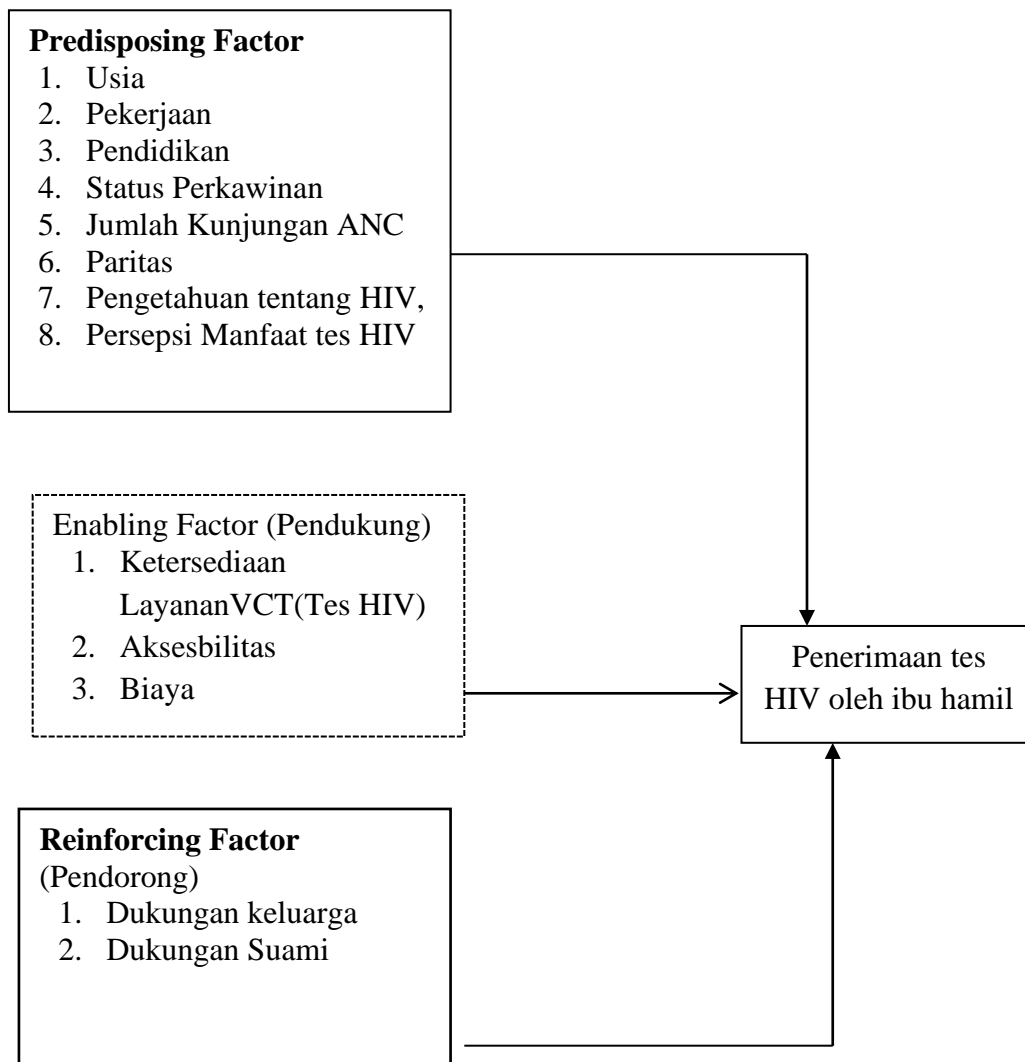 Predisposing Factor
1. Usia
2. Pekerjaan
3. Pendidikan
4. Status Perkawinan
5. Jumlah Kunjungan ANC
6. Paritas
7. Pengetahuan tentang HIV,
8. Persepsi Manfaat tes HIV
Enabling Factor (Pendukung)
1. Ketersediaan
LayananVCT(Tes HIV)
2. Aksesbilitas
3. Biaya
Penerimaan tes
HIV oleh ibu hamil
Reinforcing Factor
(Pendorong)
1. Dukungan keluarga
2. Dukungan Suami